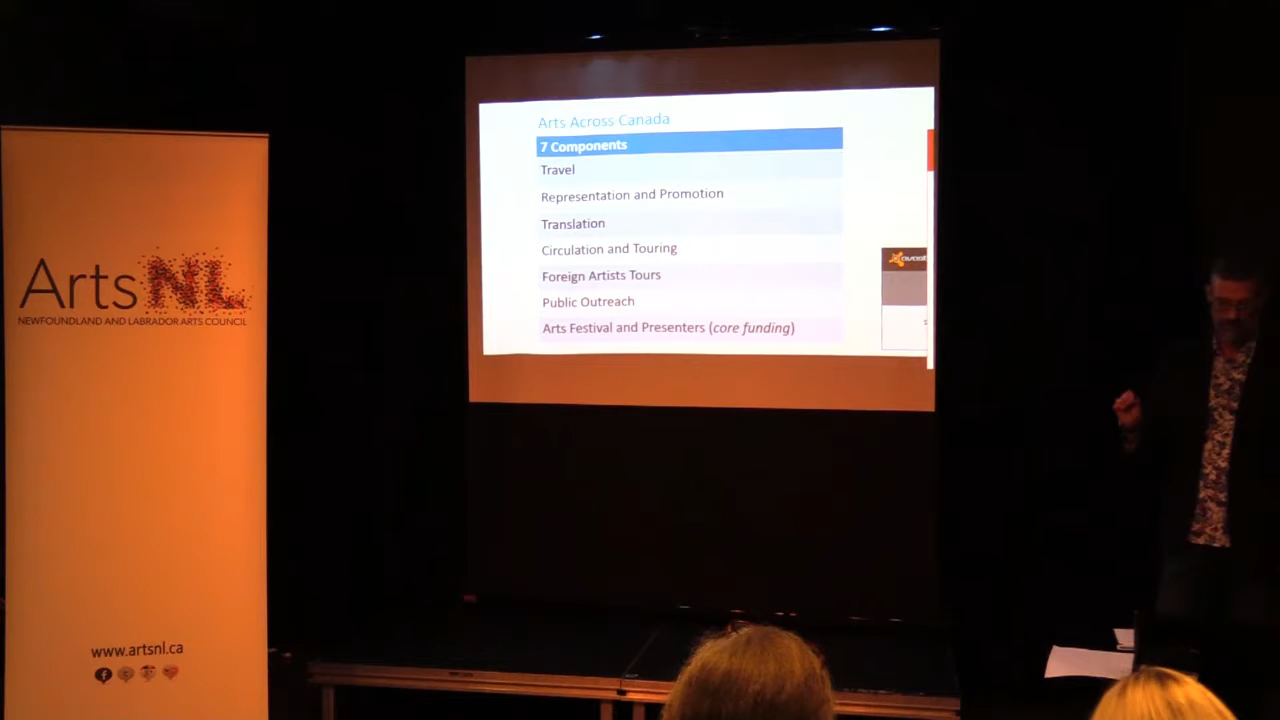 ArtsNL
NEWFOUNDLAND AND LABRADOR ARTS COUNCIL
www.artsnl.ca
Arts Across Canada
7 Components
Travel
Representation and Promotion
Translation
Circulation and Touring
Foreign Artists Tours
Public Outreach
Arts Festival and Presenters (core funding)
avast